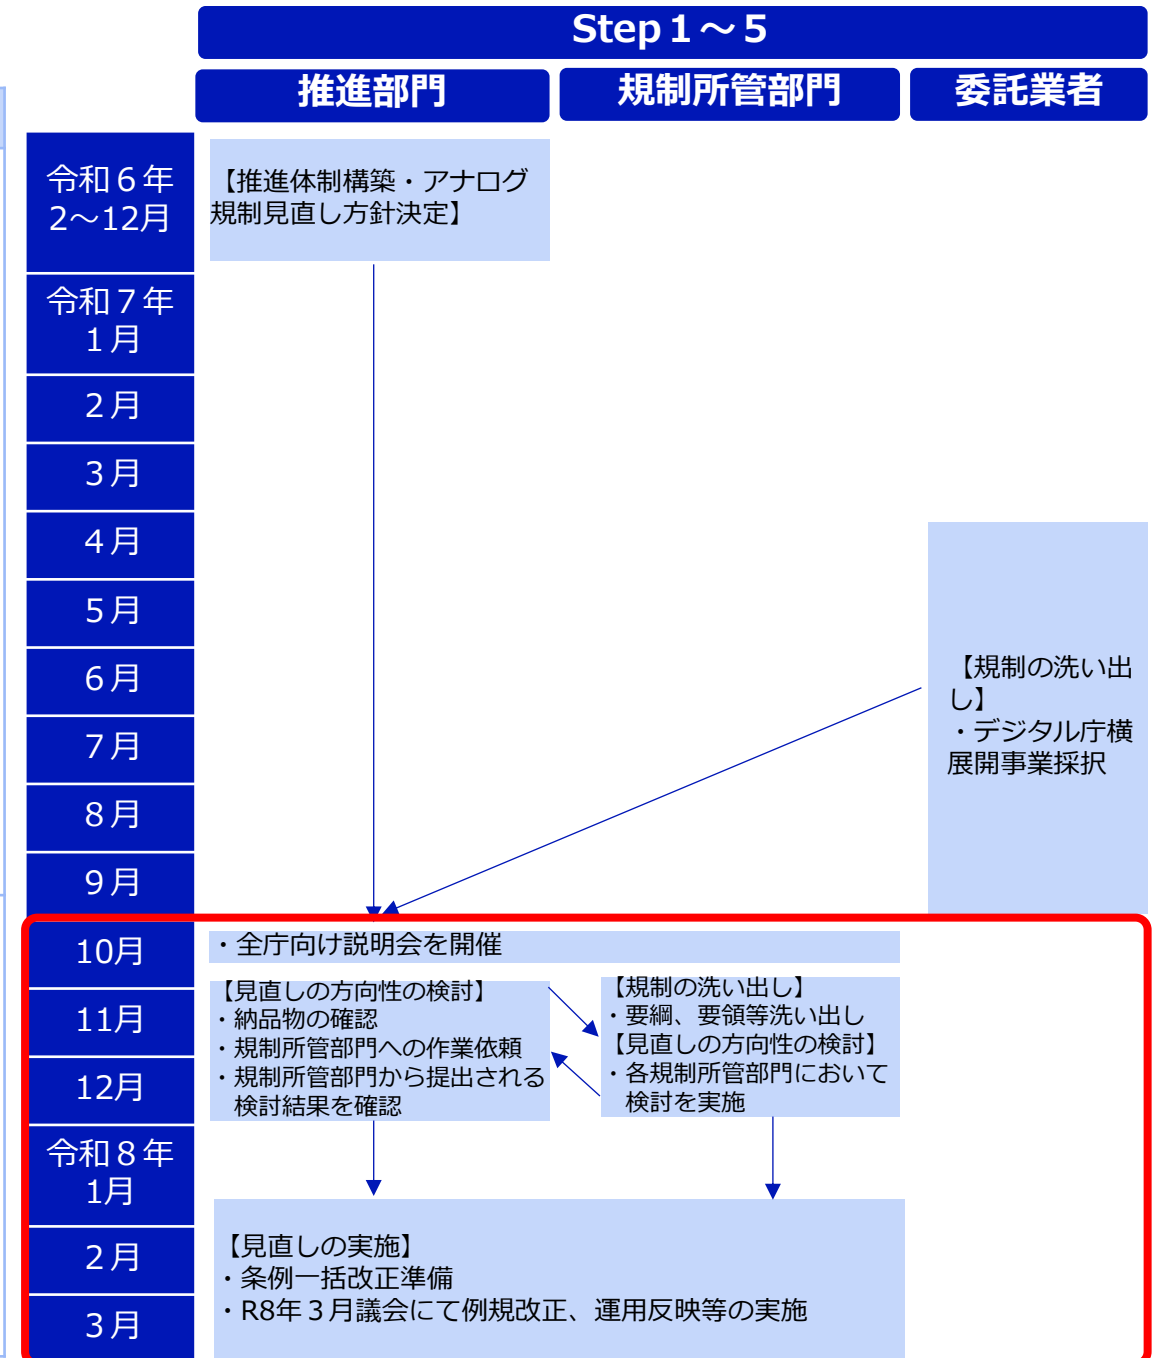 Step１～５
推進部門
規制所管部門
委託業者
令和６年
2～12月
【推進体制構築・アナログ
規制見直し方針決定】
令和７年
１月
２月
３月
４月
５月
６月
７月
８月
９月
【規制の洗い出
し】
・デジタル庁横
展開事業採択
10月
・全庁向け説明会を開催
11月
12月
【見直しの方向性の検討】
・納品物の確認
・規制所管部門への作業依頼
・規制所管部門から提出される
検討結果を確認
【規制の洗い出し】
・要綱、要領等洗い出し
【見直しの方向性の検討】
・各規制所管部門において
検討を実施
令和８年
1月
２月
３月
【見直しの実施】
・条例一括改正準備
・R8年３月議会にて例規改正、運用反映等の実施